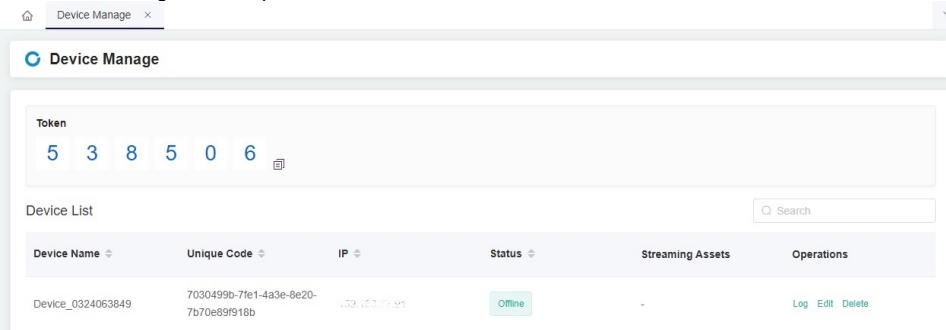 Device Manage ×
Device Manage
Token
5 3 8 5 0 6
Device List
Search
Device Name Unique Code IP Status Streaming Assets Operations
Device_0324063849 7030499b-7fe1-4a3e-8e20-7b70e89f918b Offline - Log Edit Delete